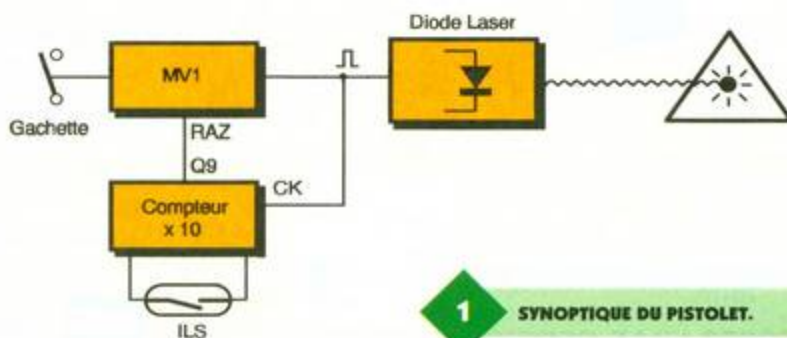 Diode Laser
MV1
Gachette
RAZ
Q9
CK
Compteur
x 10
ILS
1 SYNOPTIQUE DU PISTOLET.